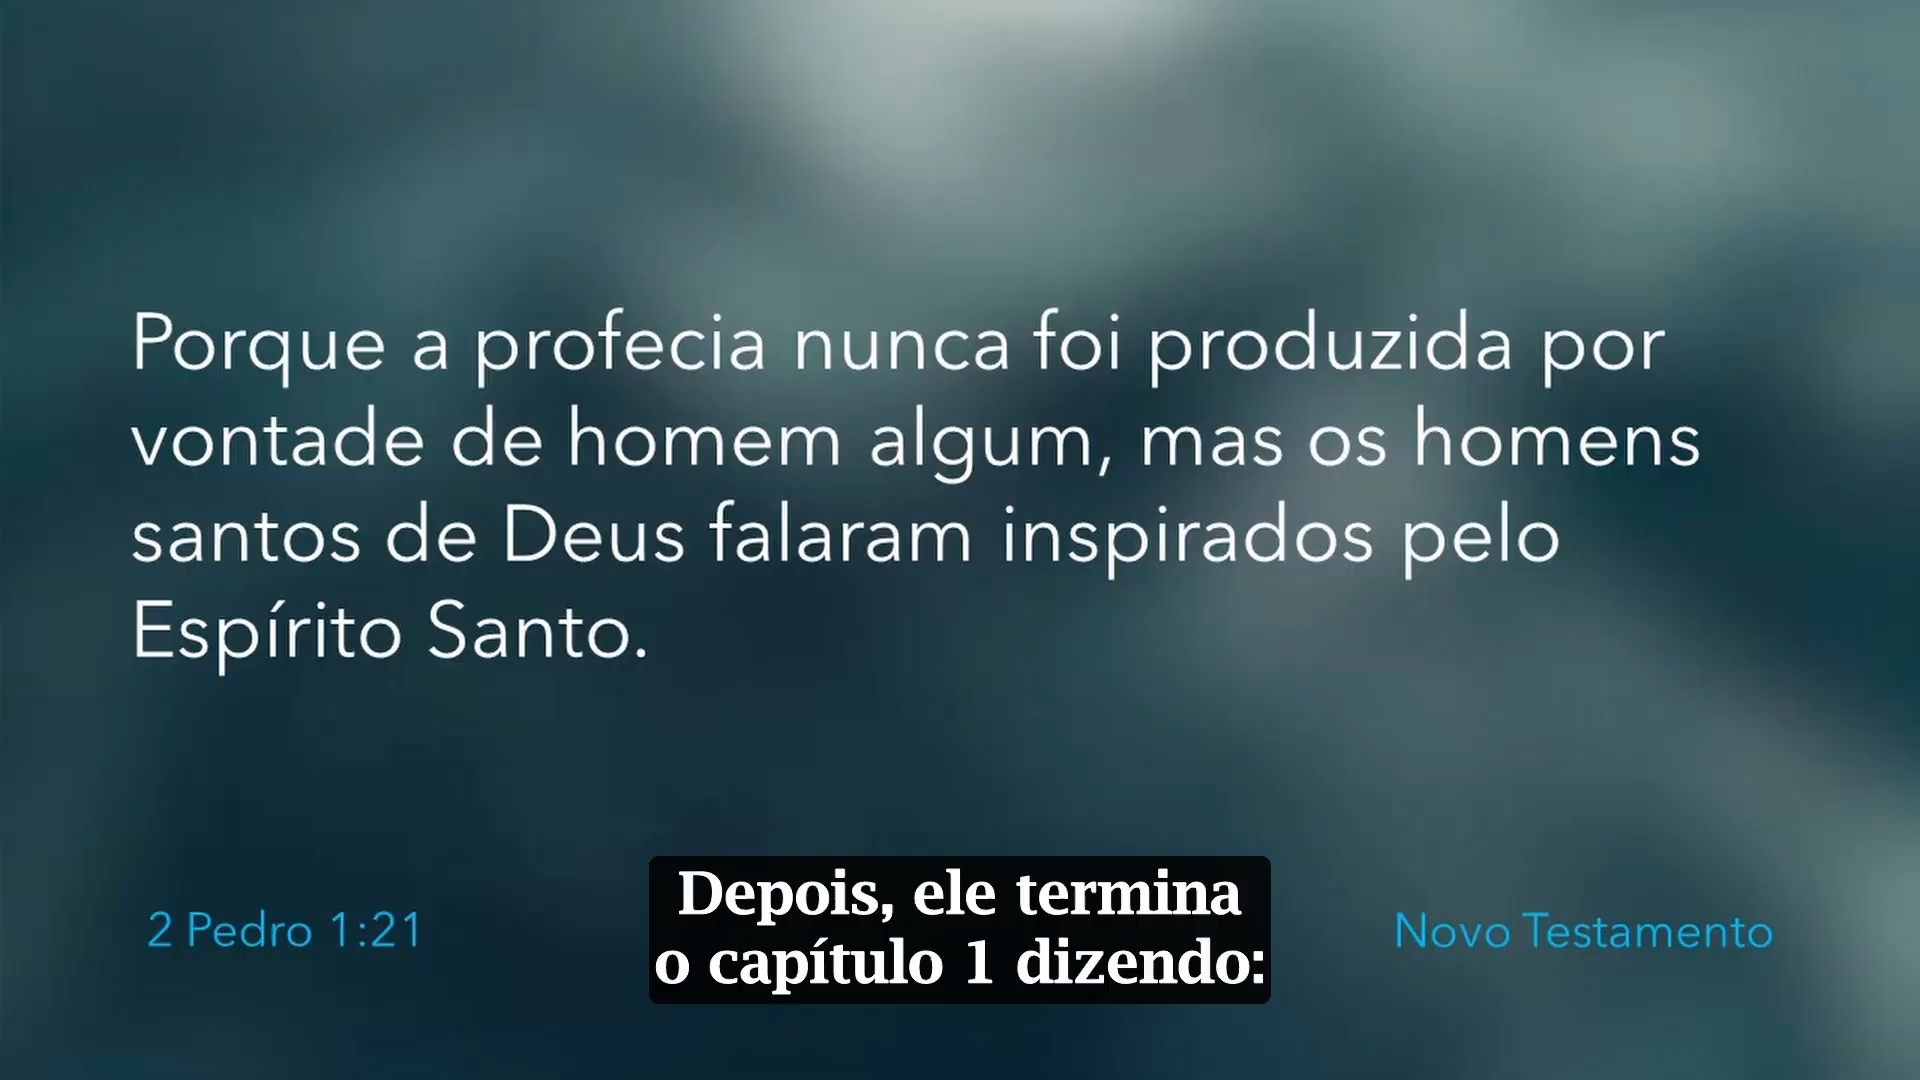 Porque a profecia nunca foi produzida por
vontade de homem algum, mas os homens
santos de Deus falaram inspirados pelo
Espírito Santo.
2 Pedro 1:21
Novo Testamento
Depois, ele termina
o capítulo 1 dizendo: